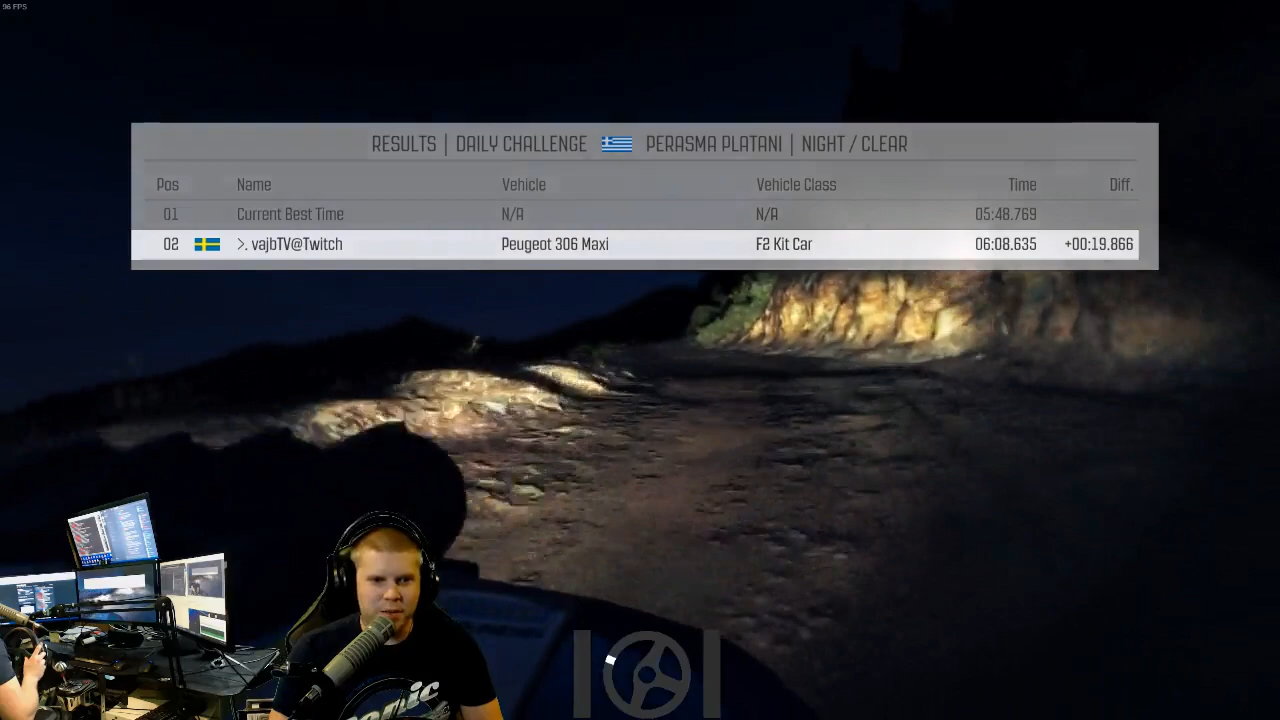 96 FPS
RESULTS | DAILY CHALLENGE PERASMA PLATANI | NIGHT / CLEAR
Pos Name Vehicle Vehicle Class Time Diff.
01 Current Best Time N/A N/A 05:48.769
02 >. vajbTV@Twitch Peugeot 306 Maxi F2 Kit Car 06:08.635 +00:19.866